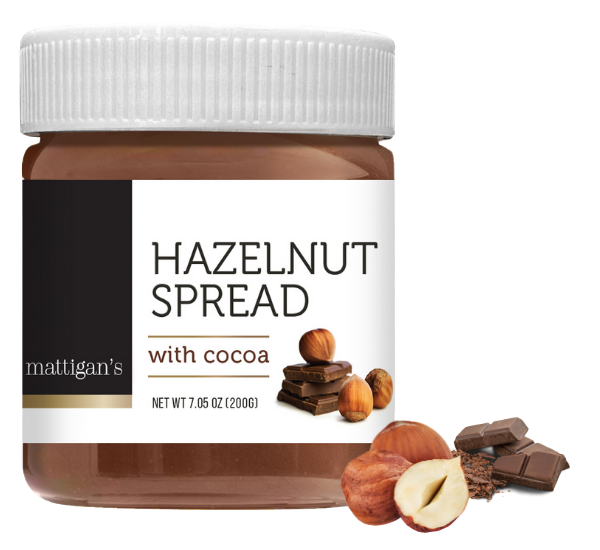 HAZELNUT
SPREAD
mattigan's
with cocoa
NET WT 7.05 OZ (200G)